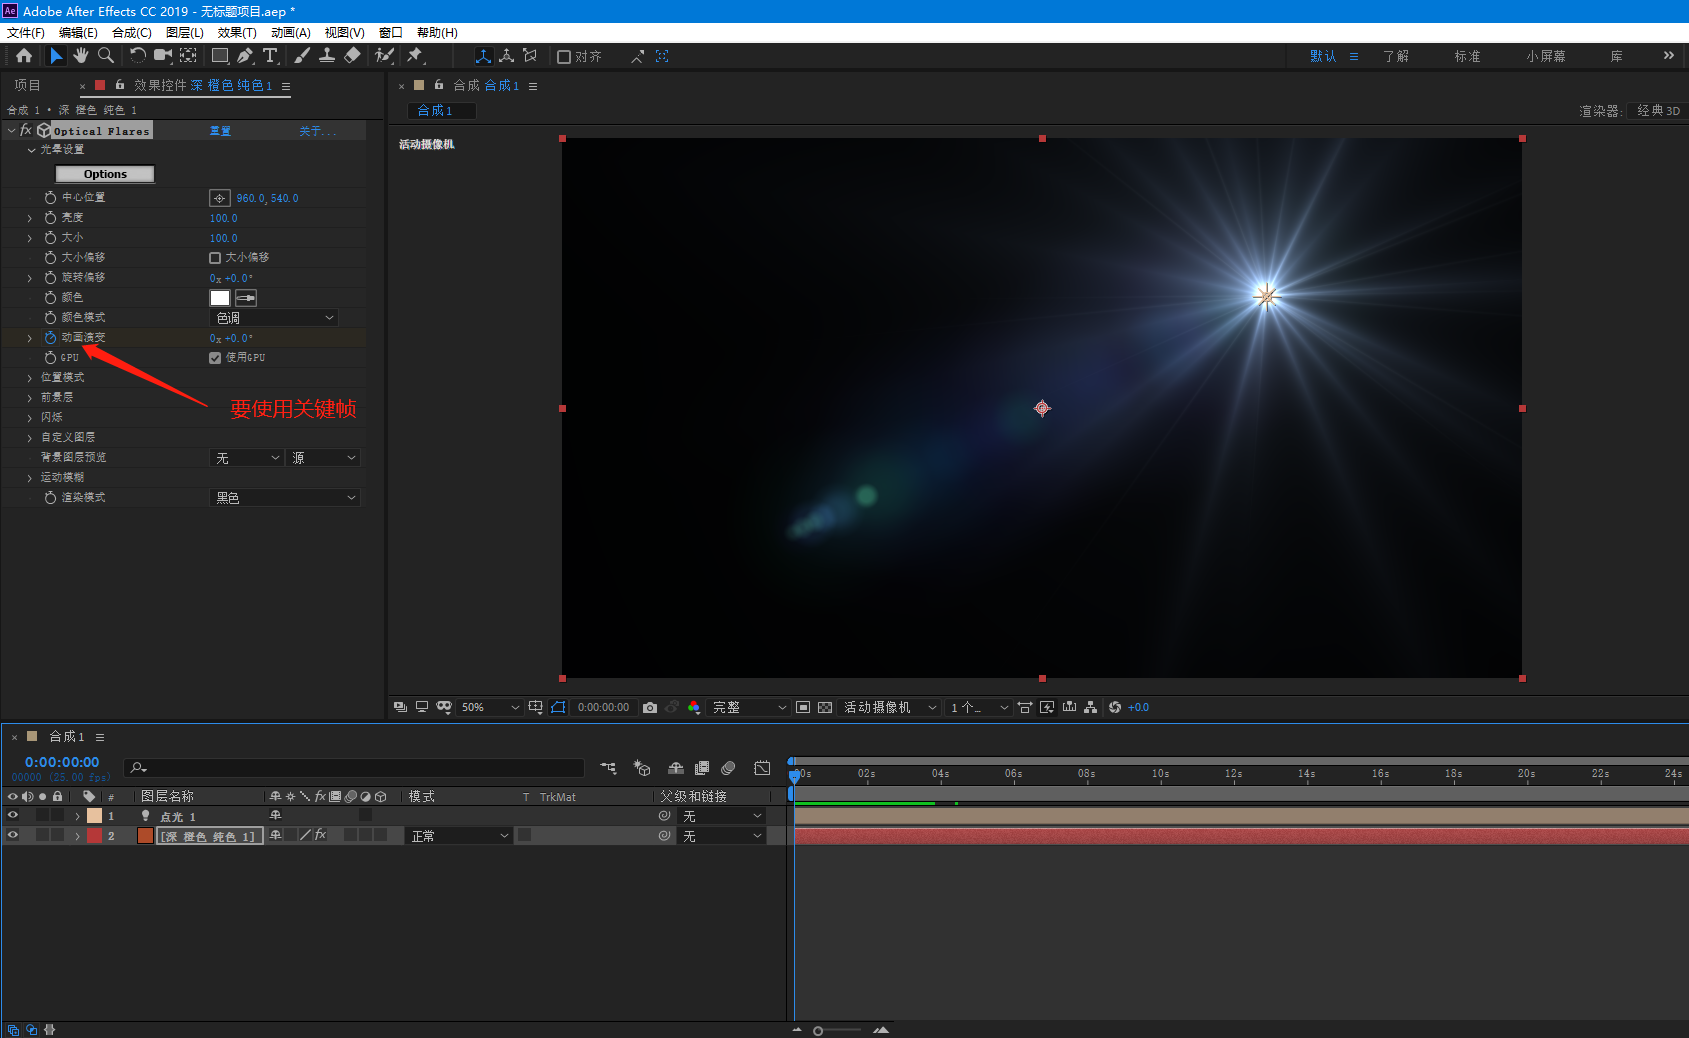 Ae Adobe After Effects CC 2019 - 无标题项目.aep *
文件(F) 编辑(E) 合成(C) 图层(L) 效果(T) 动画(A) 视图(V) 窗口 帮助(H)
对齐 默认 了解 标准 小屏幕 库 »
项目 × 效果控件 深 橙色 纯色 1
× 合成 合成 1
合成 1 • 深 橙色 纯色 1
合成 1
渲染器: 经典 3D
fx Optical Flares 重置 关于...
活动摄像机
光晕设置
Options
中心位置 960.0, 540.0
亮度 100.0
大小 100.0
大小偏移 大小偏移
旋转偏移 0x +0.0°
颜色
颜色模式 色调
动画演变 0x +0.0°
GPU 使用GPU
位置模式
前景层
要使用关键帧
闪烁
自定义图层
背景图层预览 无 源
运动模糊
渲染模式 黑色
50% 0:00:00:00 完整 活动摄像机 1 个... +0.0
× 合成 1
0:00:00:00
00000 (25.00 fps)
00s 02s 04s 06s 08s 10s 12s 14s 16s 18s 20s 22s 24s
# 图层名称 fx 模式 T TrkMat 父级和链接
1 点光 1 无
2 [深 橙色 纯色 1] fx 正常 无